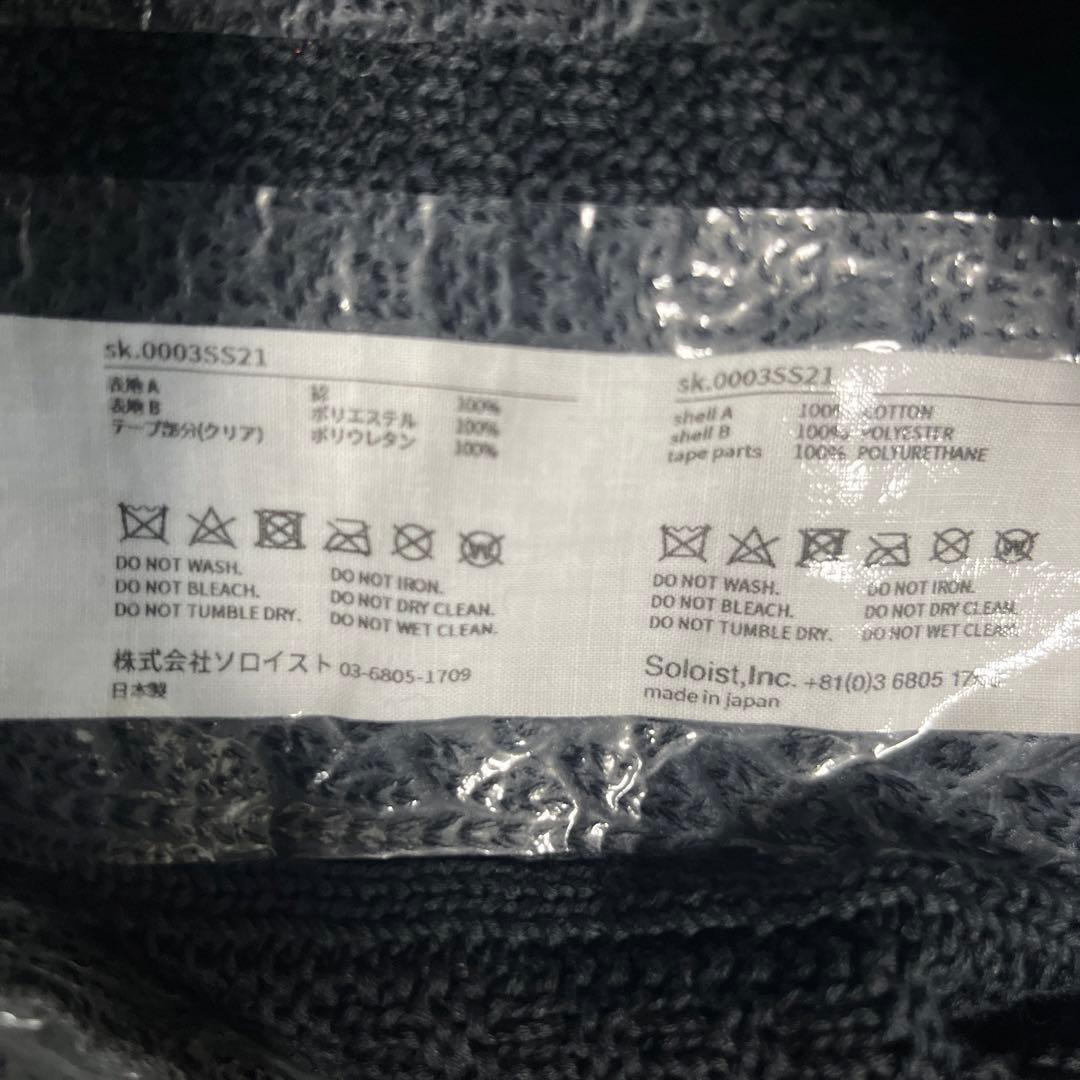 sk.0003SS21
表地 A 綿 100%
表地 B ポリエステル 100%
テープ部分(クリア) ポリウレタン 100%
DO NOT WASH.
DO NOT BLEACH.
DO NOT TUMBLE DRY.
DO NOT IRON.
DO NOT DRY CLEAN.
DO NOT WET CLEAN.
株式会社ソロイスト 03-6805-1709
日本製
sk.0003SS21
shell A 100% COTTON
shell B 100% POLYESTER
tape parts 100% POLYURETHANE
DO NOT WASH.
DO NOT BLEACH.
DO NOT TUMBLE DRY.
DO NOT IRON.
DO NOT DRY CLEAN.
DO NOT WET CLEAN.
Soloist,Inc. +81(0)3 6805
made in japan